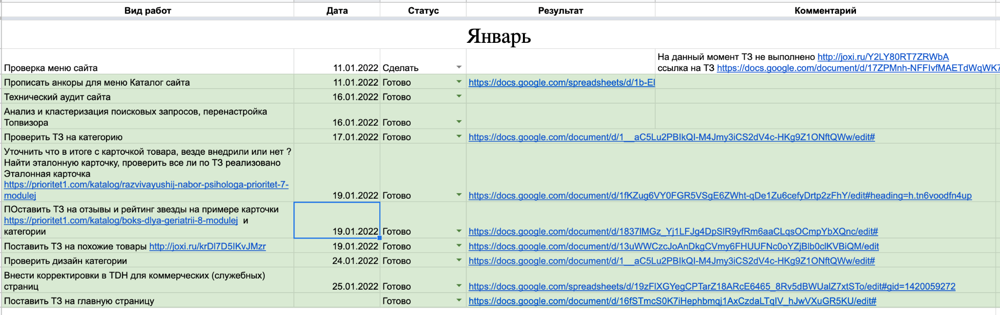 Вид работ Дата Статус Результат Комментарий
Январь
На данный момент ТЗ не выполнено http://joxi.ru/Y2LY80RT7ZRWbA
Проверка меню сайта 11.01.2022 Сделать ссылка на ТЗ https://docs.google.com/document/d/17ZPMnh-NFFIvfMAETdWqWK7
Прописать анкоры для меню Каталог сайта 11.01.2022 Готово https://docs.google.com/spreadsheets/d/1b-El
Технический аудит сайта 16.01.2022 Готово
Анализ и кластеризация поисковых запросов, перенастройка
Топвизора 16.01.2022 Готово
Проверить ТЗ на категорию 17.01.2022 Готово https://docs.google.com/document/d/1__aC5Lu2PBIkQI-M4Jmy3iCS2dV4c-HKg9Z1ONftQWw/edit#
Уточнить что в итоге с карточкой товара, везде внедрили или нет ?
Найти эталонную карточку, проверить все ли по ТЗ реализовано
Эталонная карточка
https://prioritet1.com/katalog/razvivayushij-nabor-psihologa-prioritet-7-
modulej 19.01.2022 Готово https://docs.google.com/document/d/1fKZug6VY0FGR5VSgE6ZWht-qDe1Zu6cefyDrtp2zFhY/edit#heading=h.tn6voodfn4up
ПОставить ТЗ на отзывы и рейтинг звезды на примере карточки
https://prioritet1.com/katalog/boks-dlya-geriatrii-8-modulej и
категории 19.01.2022 Готово https://docs.google.com/document/d/1837lMGz_Yj1LFJg4DpSlR9yfRm6aaCLqsOCmpYbXQnc/edit#
Поставить ТЗ на похожие товары http://joxi.ru/krDl7D5IKvJMzr 19.01.2022 Готово https://docs.google.com/document/d/13uWWCzcJoAnDkgCVmy6FHUUFNc0oYZjBlb0clKVBiQM/edit
Проверить дизайн категории 24.01.2022 Готово https://docs.google.com/document/d/1__aC5Lu2PBIkQI-M4Jmy3iCS2dV4c-HKg9Z1ONftQWw/edit#
Внести корректировки в TDH для коммерческих (служебных)
страниц 25.01.2022 Готово https://docs.google.com/spreadsheets/d/19zFlXGYegCPTarZ18ARcE6465_8Rv5dBWUalZ7xtSTo/edit#gid=1420059272
Поставить ТЗ на главную страницу Готово https://docs.google.com/document/d/16fSTmcS0K7iHephbmqj1AxCzdaLTqIV_hJwVXuGR5KU/edit#